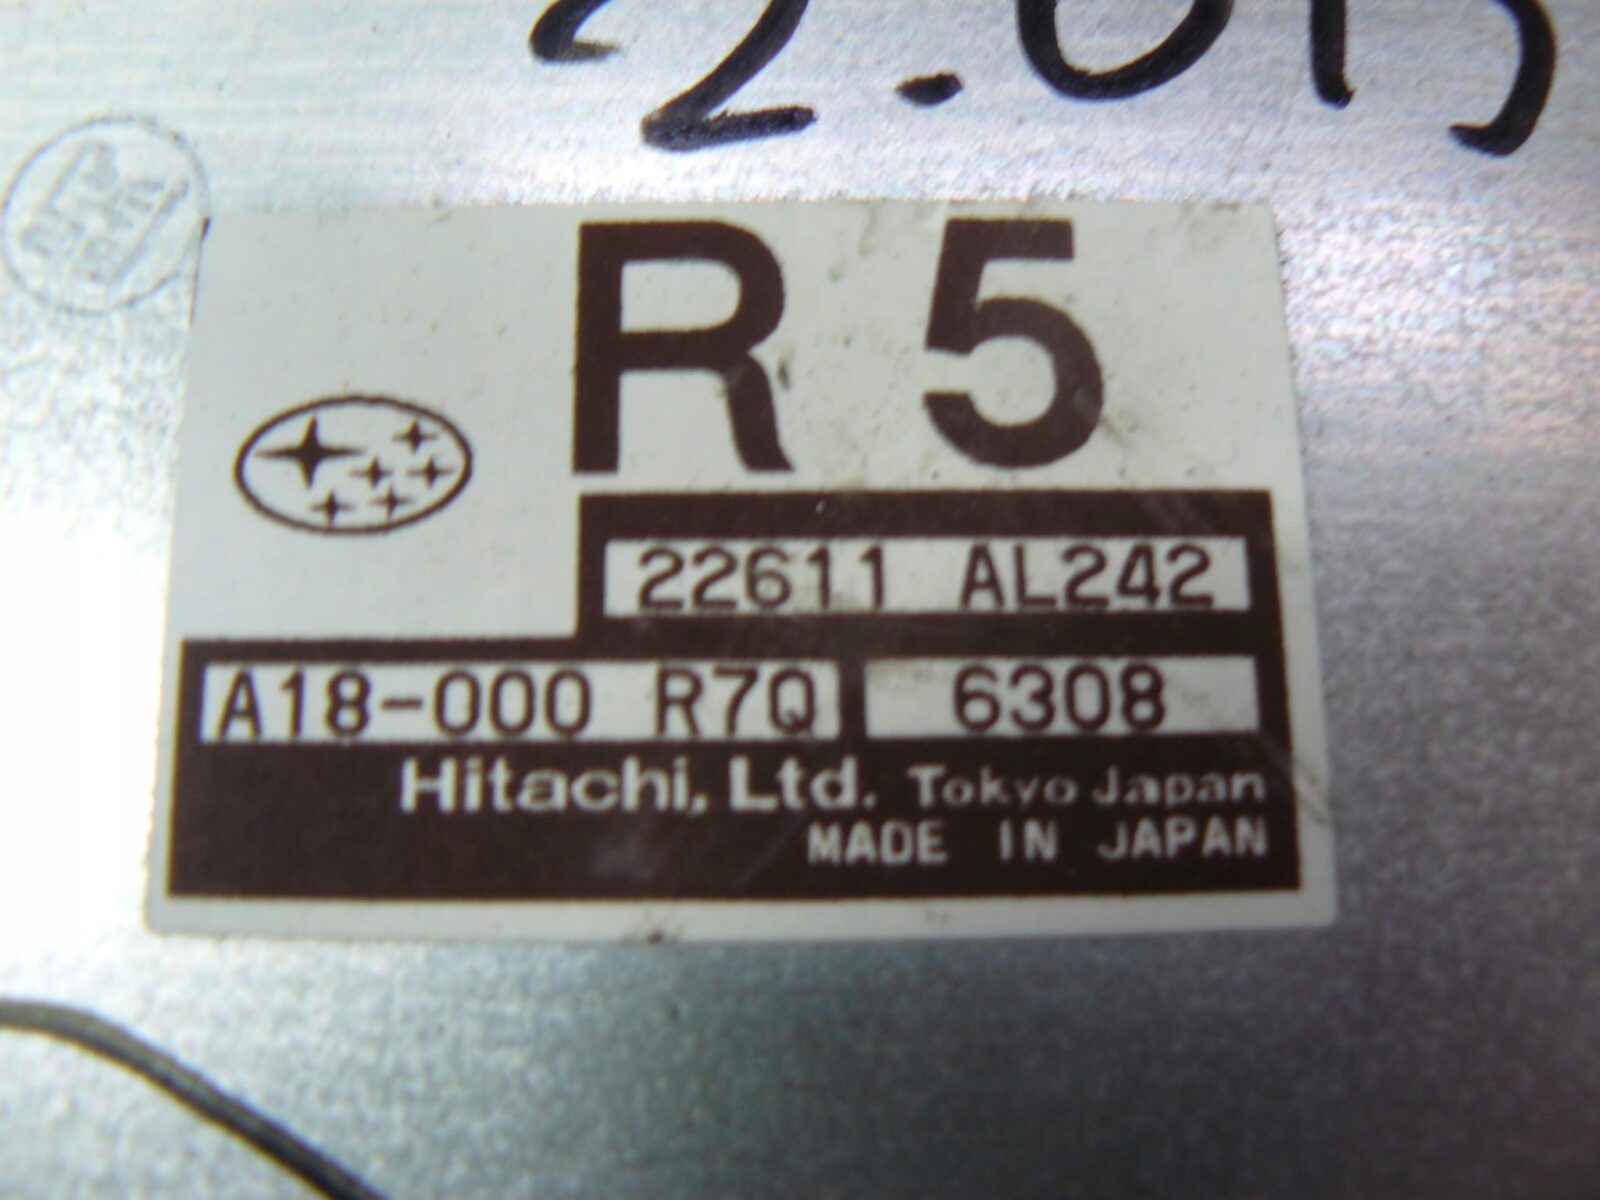 R 5
22611 AL242
A18-000 R7Q 6308
Hitachi, Ltd. Tokyo Japan
MADE IN JAPAN